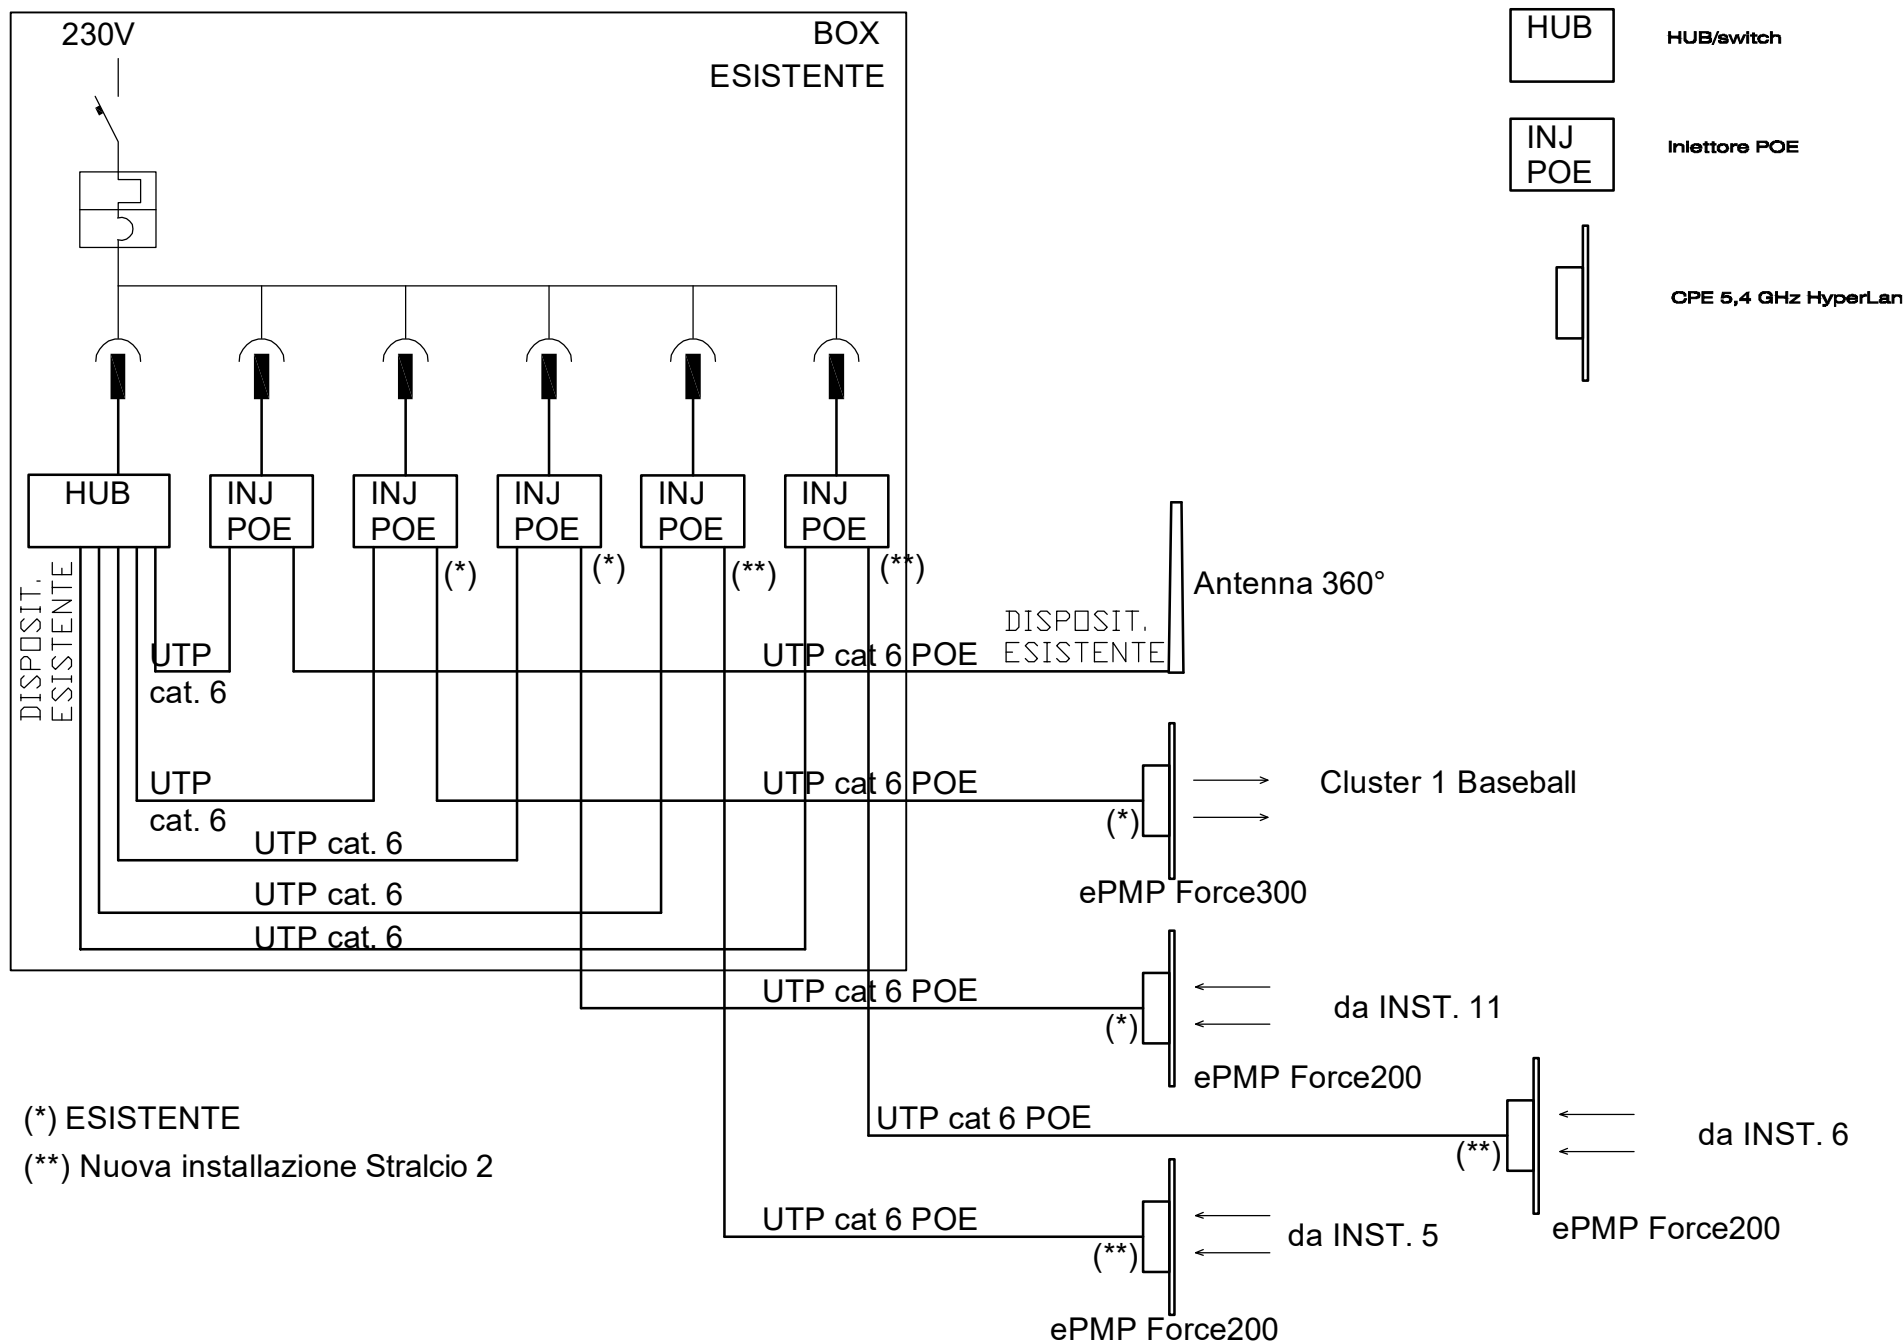 230V
BOX
ESISTENTE
HUB
HUB/switch
INJ
POE
Iniettore POE
CPE 5,4 GHz HyperLan
HUB
INJ
POE
INJ
POE
INJ
POE
INJ
POE
INJ
POE
(*)
(*)
(**)
(**)
DISPOSIT.
ESISTENTE
Antenna 360°
DISPOSIT.
ESISTENTE
UTP
cat. 6
UTP cat 6 POE
UTP
cat. 6
UTP cat 6 POE
(*)
Cluster 1 Baseball
ePMP Force300
UTP cat. 6
UTP cat. 6
UTP cat. 6
UTP cat 6 POE
(*)
da INST. 11
ePMP Force200
UTP cat 6 POE
(**)
da INST. 6
ePMP Force200
(*) ESISTENTE
(**) Nuova installazione Stralcio 2
UTP cat 6 POE
(**)
da INST. 5
ePMP Force200